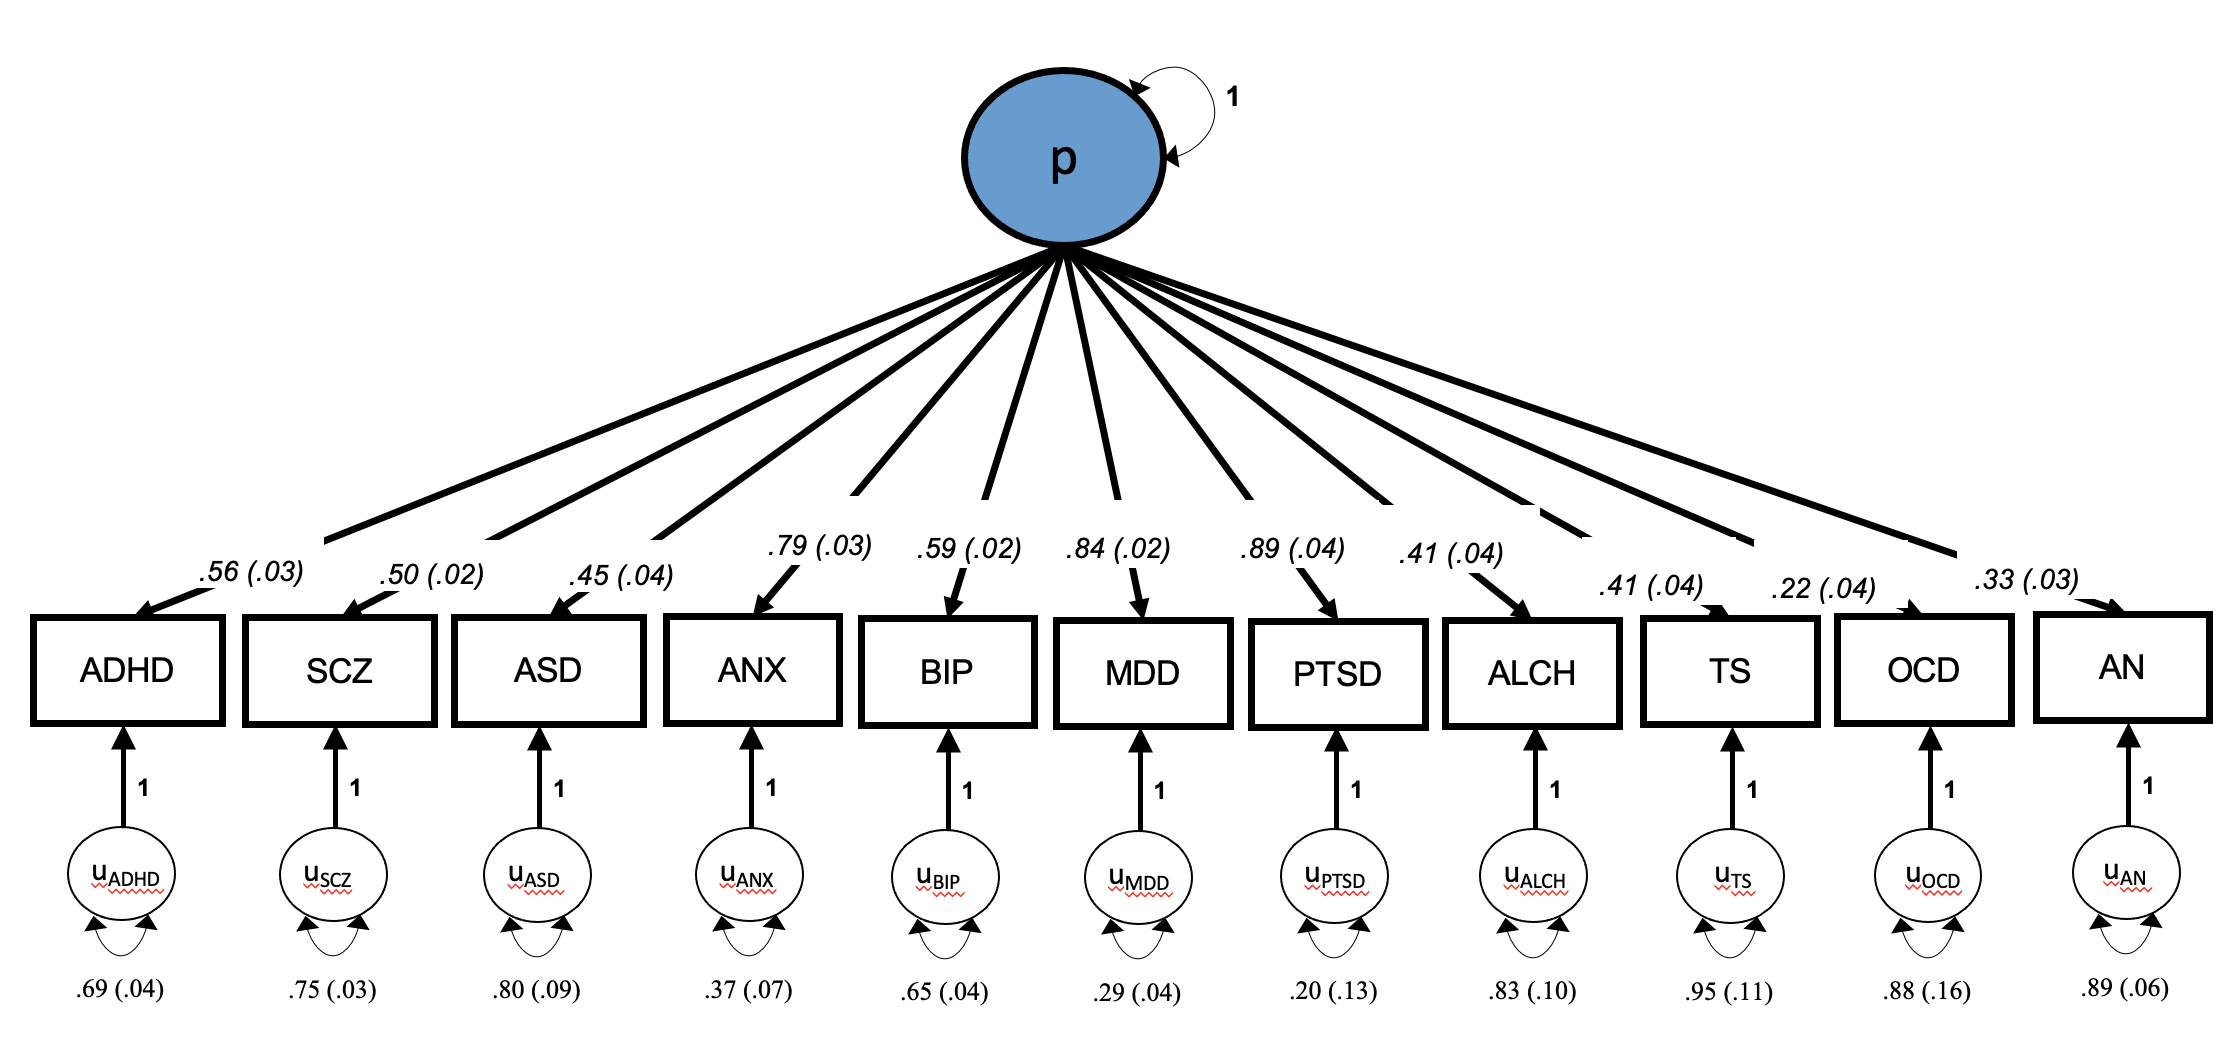 1
p
.56 (.03) .50 (.02) .45 (.04) .79 (.03) .59 (.02) .84 (.02) .89 (.04) .41 (.04) .41 (.04) .22 (.04) .33 (.03)
ADHD SCZ ASD ANX BIP MDD PTSD ALCH TS OCD AN
1 1 1 1 1 1 1 1 1 1 1
uADHD uSCZ uASD uANX uBIP uMDD uPTSD uALCH uTS uOCD uAN
.69 (.04) .75 (.03) .80 (.09) .37 (.07) .65 (.04) .29 (.04) .20 (.13) .83 (.10) .95 (.11) .88 (.16) .89 (.06)